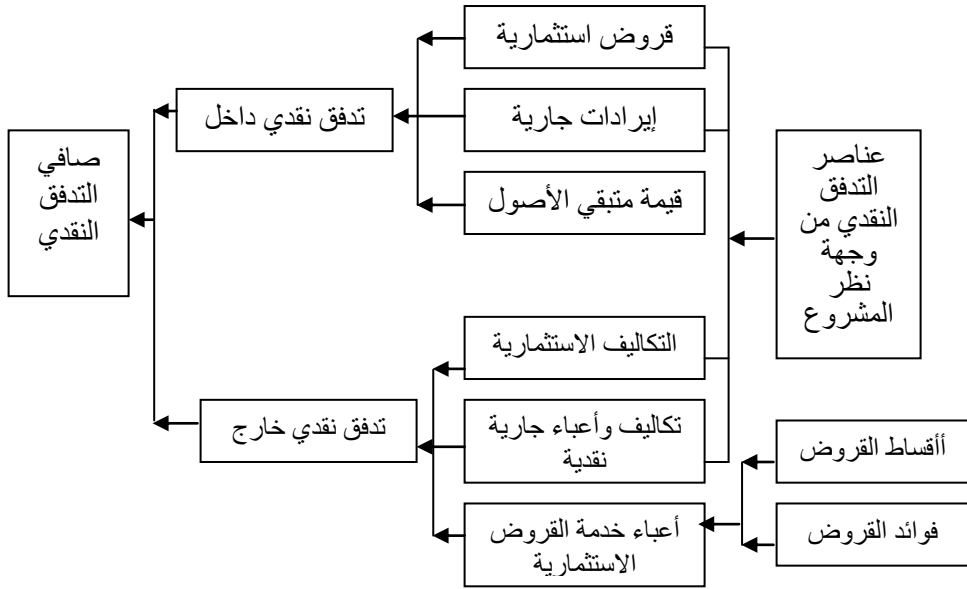 عناصر
التدفق
النقدي من
وجهة
نظر
المشروع
قروض استثمارية
إيرادات جارية
قيمة متبقي الأصول
التكاليف الاستثمارية
تكاليف وأعباء جارية
نقدية
أعباء خدمة القروض
الاستثمارية
أأقساط القروض
فوائد القروض
تدفق نقدي داخل
تدفق نقدي خارج
صافي
التدفق
النقدي